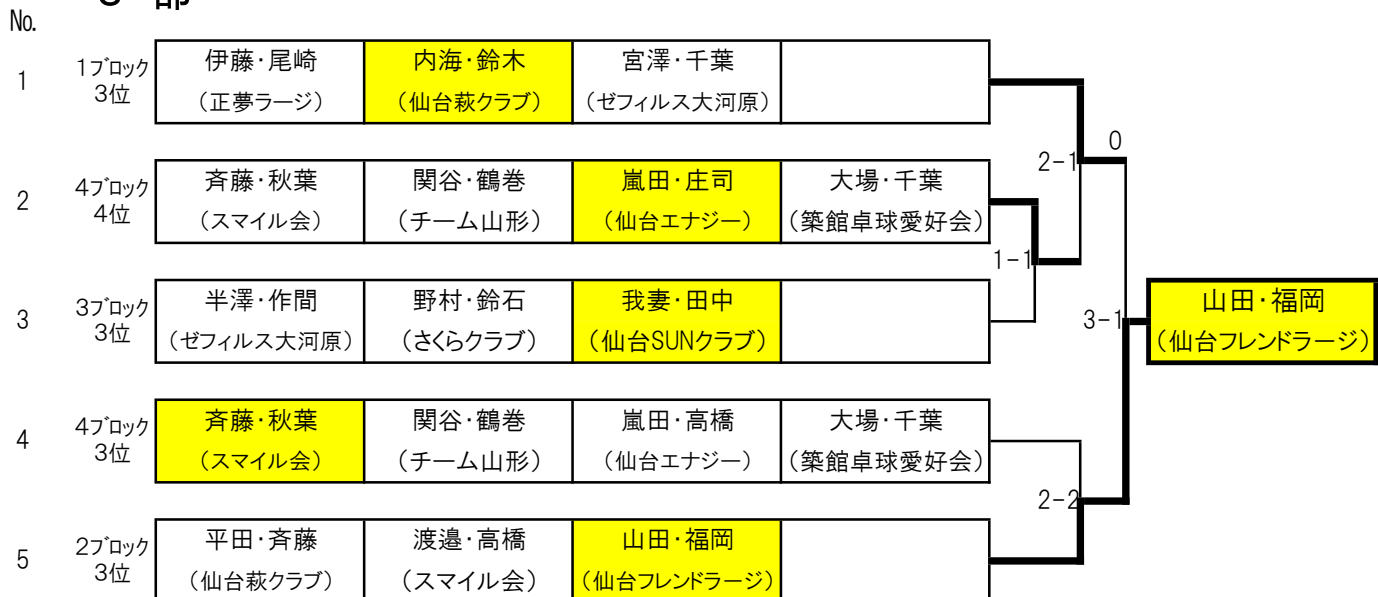 3 部
No.
1
1ブロック
3位
伊藤・尾崎
(正夢ラージ)
内海・鈴木
(仙台萩クラブ)
宮澤・千葉
(ゼフィルス大河原)
0
2-1
2
4ブロック
4位
斉藤・秋葉
(スマイル会)
関谷・鶴巻
(チーム山形)
嵐田・庄司
(仙台エナジー)
大場・千葉
(築館卓球愛好会)
1-1
3
3ブロック
3位
半澤・作間
(ゼフィルス大河原)
野村・鈴石
(さくらクラブ)
我妻・田中
(仙台SUNクラブ)
3-1
山田・福岡
(仙台フレンドラージ)
4
4ブロック
3位
斉藤・秋葉
(スマイル会)
関谷・鶴巻
(チーム山形)
嵐田・高橋
(仙台エナジー)
大場・千葉
(築館卓球愛好会)
2-2
5
2ブロック
3位
平田・斉藤
(仙台萩クラブ)
渡邉・高橋
(スマイル会)
山田・福岡
(仙台フレンドラージ)